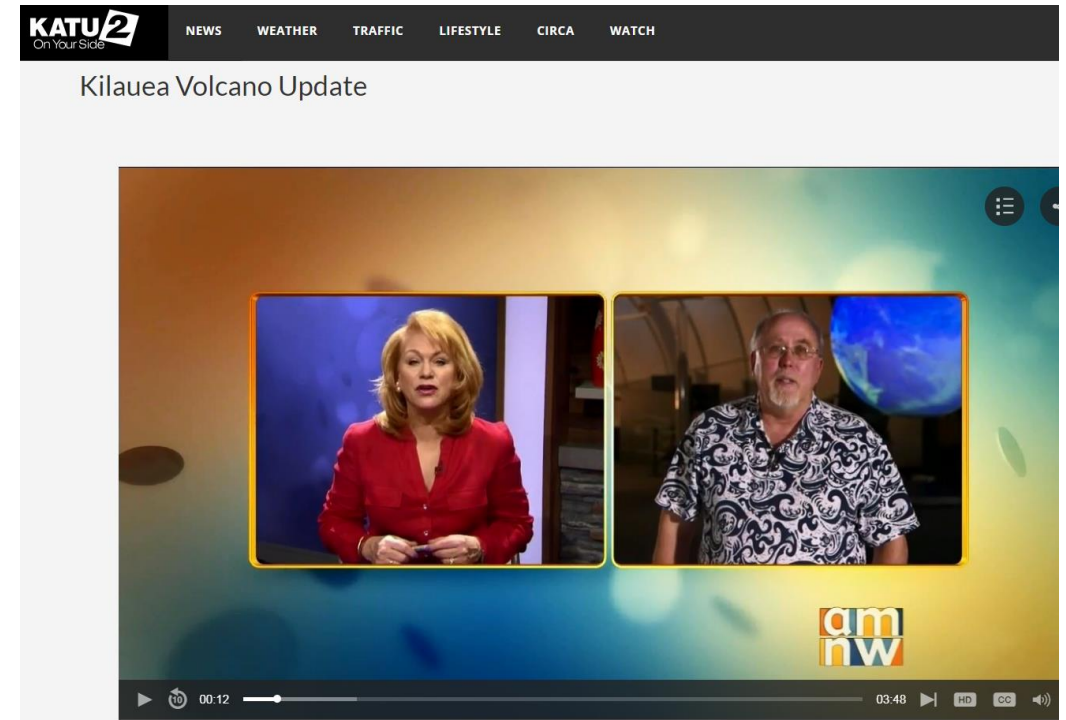 KATU2
On Your Side
NEWS WEATHER TRAFFIC LIFESTYLE CIRCA WATCH
Kilauea Volcano Update
am
nw
10 00:12 03:48 HD CC